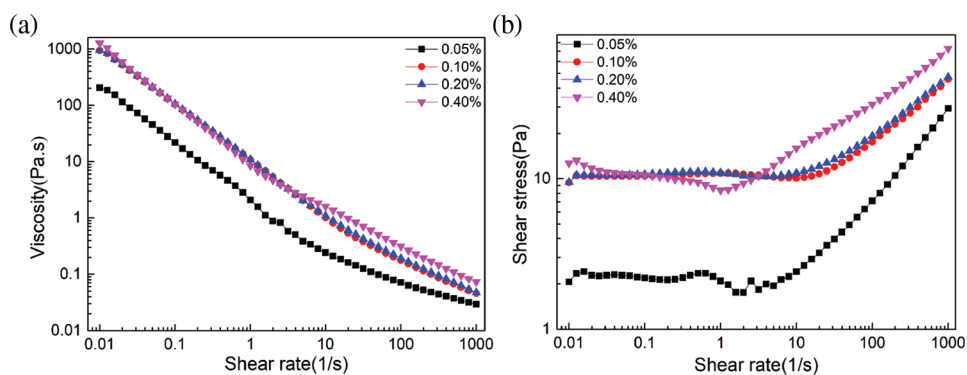 (a)
1000
100
10
1
0.1
0.01
Viscosity(Pa.s)
0.05%
0.10%
0.20%
0.40%
0.01 0.1 1 10 100 1000
Shear rate(1/s)
(b)
10
1
Shear stress(Pa)
0.05%
0.10%
0.20%
0.40%
0.01 0.1 1 10 100 1000
Shear rate(1/s)